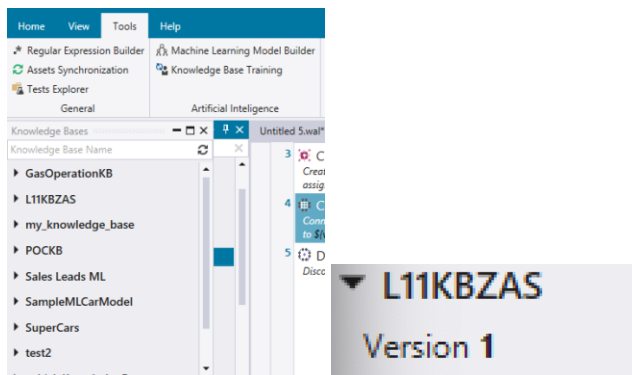 Home View Tools Help
Regular Expression Builder
Assets Synchronization
Tests Explorer
General
Machine Learning Model Builder
Knowledge Base Training
Artificial Inteligence
Knowledge Bases
Knowledge Base Name
GasOperationKB
L11KBZAS
my_knowledge_base
POCKB
Sales Leads ML
SampleMLCarModel
SuperCars
test2
Untitled 5.wal*
3 C
Creat
assig
4 C
Conn
to ${
5 D
Disco
L11KBZAS
Version 1